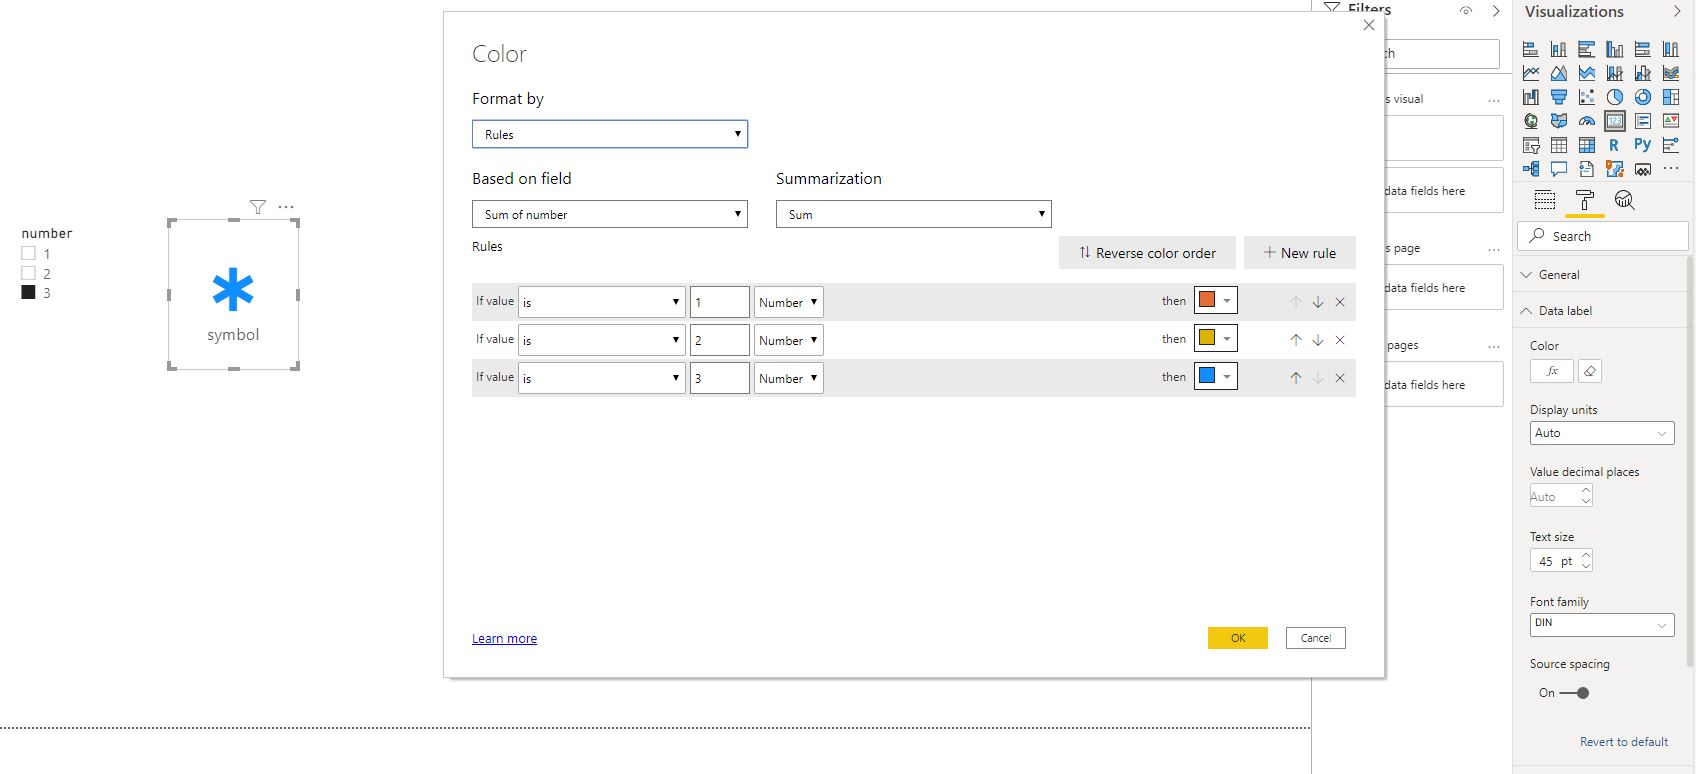 number
1
2
3
*
symbol
Color
Format by
Rules
Based on field
Summarization
Sum of number
Sum
Rules
Reverse color order
New rule
If value is 1 Number then
If value is 2 Number then
If value is 3 Number then
Learn more
OK
Cancel
Filters
ch
s visual
data fields here
s page
data fields here
pages
data fields here
Visualizations
123
R
Py
Search
General
Data label
Color
fx
Display units
Auto
Value decimal places
Auto
Text size
45 pt
Font family
DIN
Source spacing
On
Revert to default